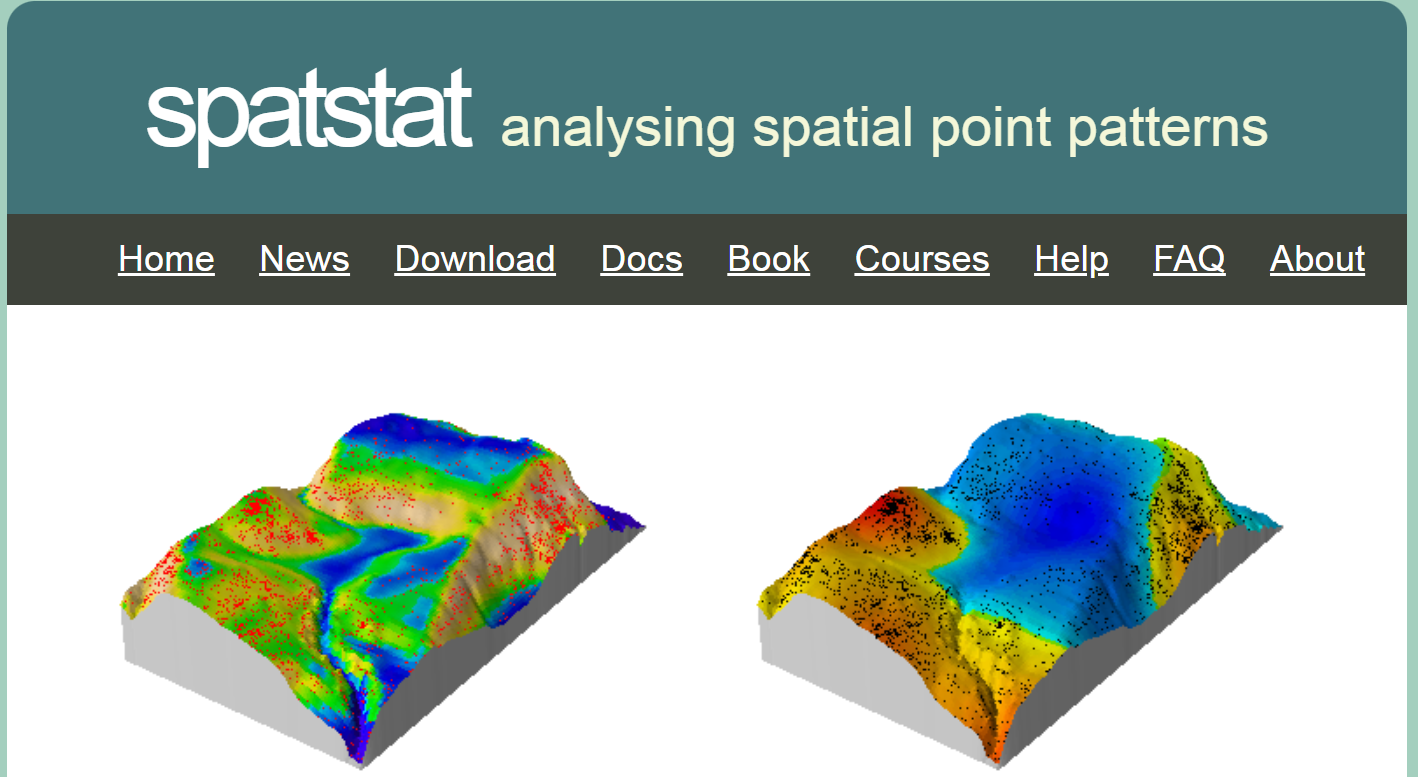 spatstat analysing spatial point patterns
Home News Download Docs Book Courses Help FAQ About